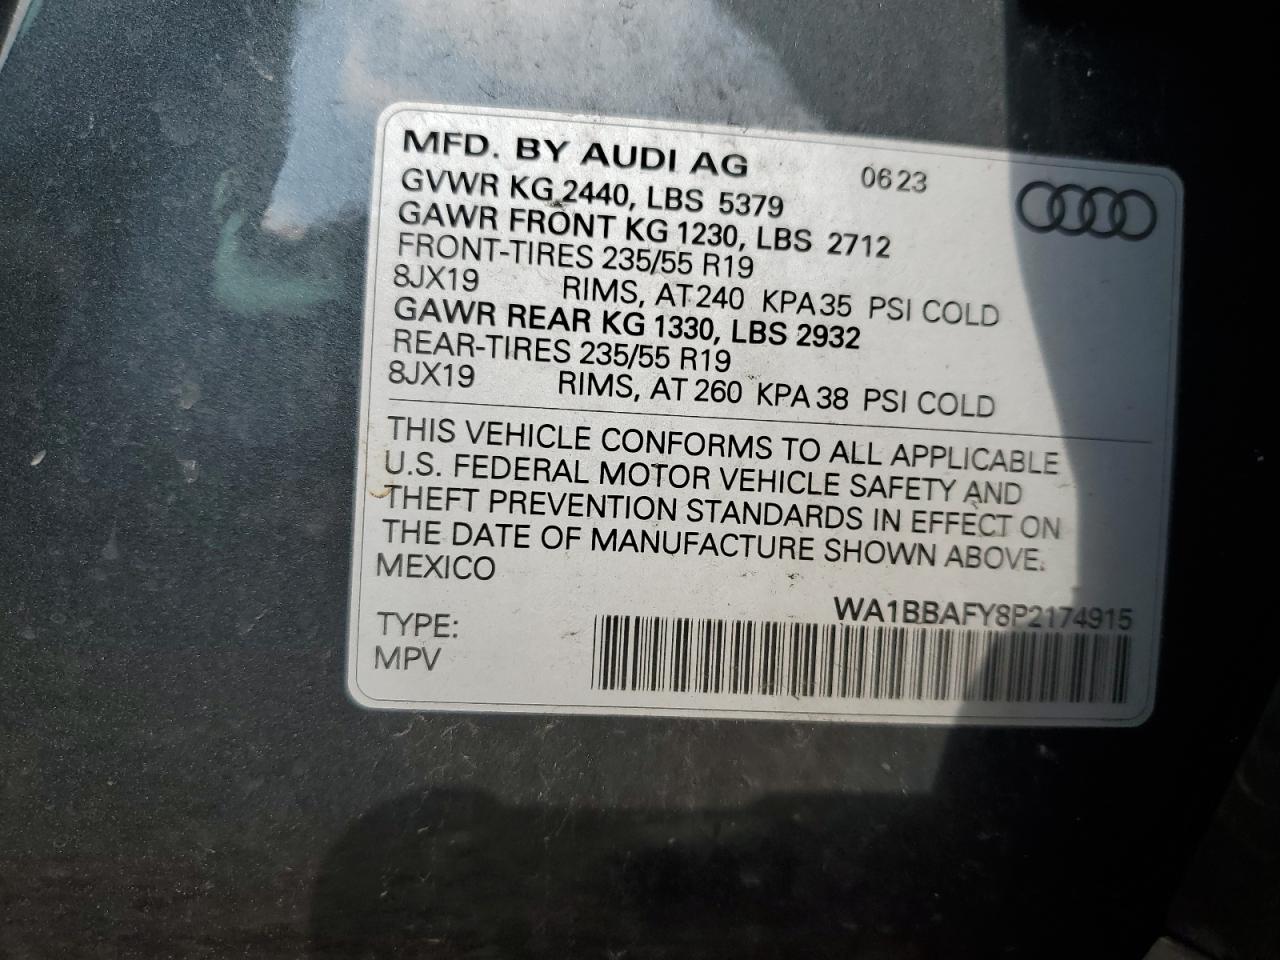 MFD. BY AUDI AG 0623
GVWR KG 2440, LBS 5379
GAWR FRONT KG 1230, LBS 2712
FRONT-TIRES 235/55 R19
8JX19 RIMS, AT 240 KPA 35 PSI COLD
GAWR REAR KG 1330, LBS 2932
REAR-TIRES 235/55 R19
8JX19 RIMS, AT 260 KPA 38 PSI COLD
THIS VEHICLE CONFORMS TO ALL APPLICABLE
U.S. FEDERAL MOTOR VEHICLE SAFETY AND
THEFT PREVENTION STANDARDS IN EFFECT ON
THE DATE OF MANUFACTURE SHOWN ABOVE.
MEXICO
WA1BBAFY8P2174915
TYPE:
MPV